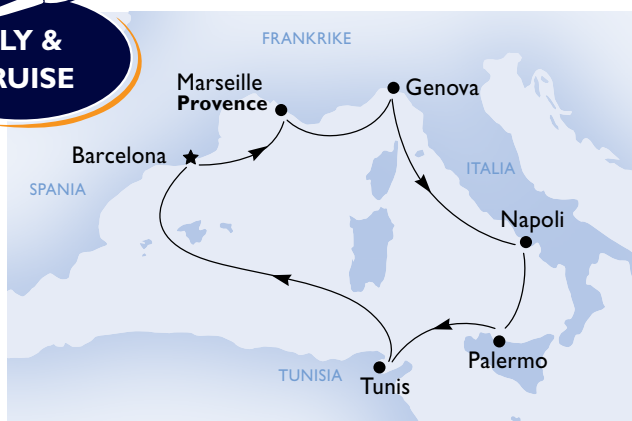 LY &
RUISE
FRANKRIKE
Marseille
Provence
Genova
Barcelona
ITALIA
SPANIA
Napoli
Palermo
TUNISIA
Tunis